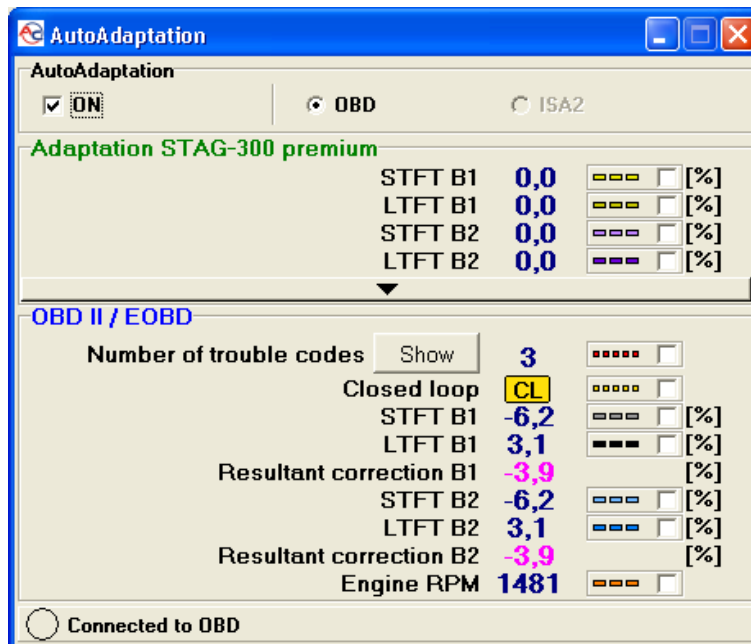 AutoAdaptation
AutoAdaptation
ON OBD ISA2
Adaptation STAG-300 premium
STFT B1 0,0 [%]
LTFT B1 0,0 [%]
STFT B2 0,0 [%]
LTFT B2 0,0 [%]
OBD II / EOBD
Number of trouble codes Show 3
Closed loop CL
STFT B1 -6,2 [%]
LTFT B1 3,1 [%]
Resultant correction B1 -3,9 [%]
STFT B2 -6,2 [%]
LTFT B2 3,1 [%]
Resultant correction B2 -3,9 [%]
Engine RPM 1481
Connected to OBD